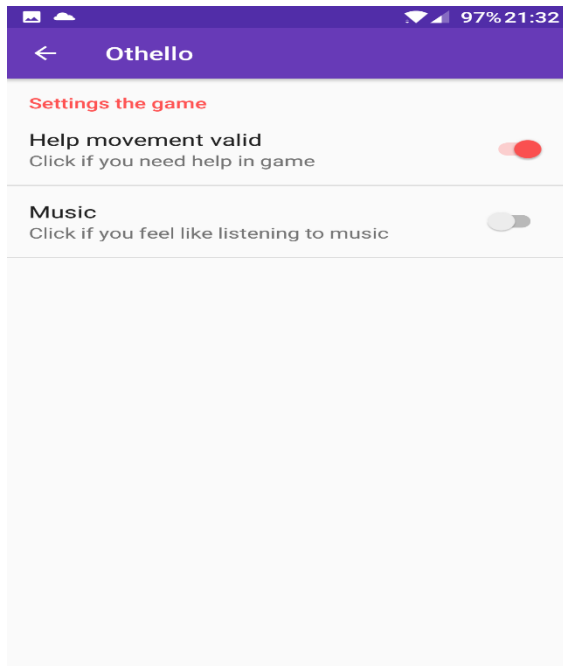 97% 21:32
Othello
Settings the game
Help movement valid
Click if you need help in game
Music
Click if you feel like listening to music